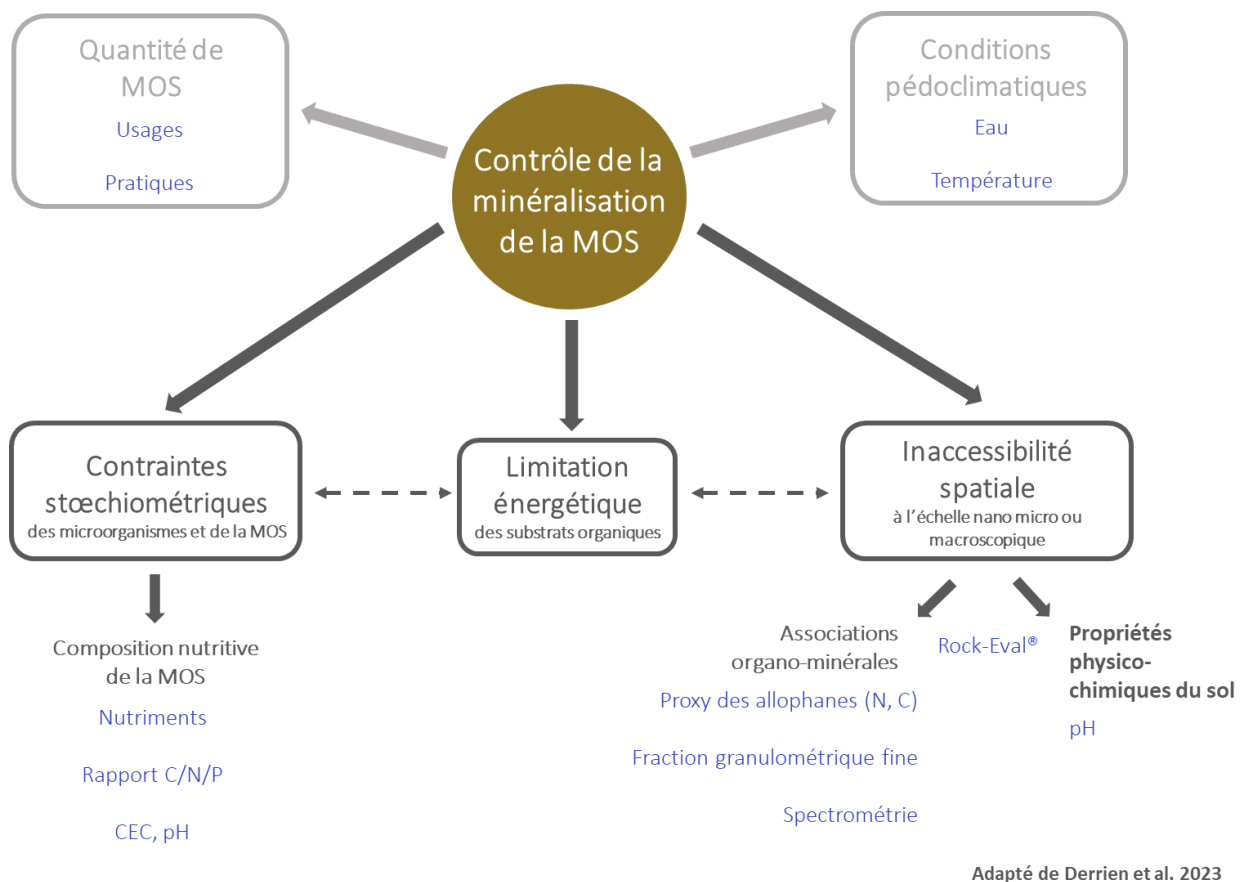 Quantité de
MOS
Usages
Pratiques
Conditions
pédoclimatiques
Eau
Température
Contrôle de la
minéralisation
de la MOS
Contraintes
stœchiométriques
des microorganismes et de la MOS
Limitation
énergétique
des substrats organiques
Inaccessibilité
spatiale
à l'échelle nano micro ou
macroscopique
Composition nutritive
de la MOS
Nutriments
Rapport C/N/P
CEC, pH
Associations
organo-minérales
Proxy des allophanes (N, C)
Fraction granulométrique fine
Spectrométrie
Rock-Eval®
Propriétés
physico-
chimiques du sol
pH
Adapté de Derrien et al. 2023